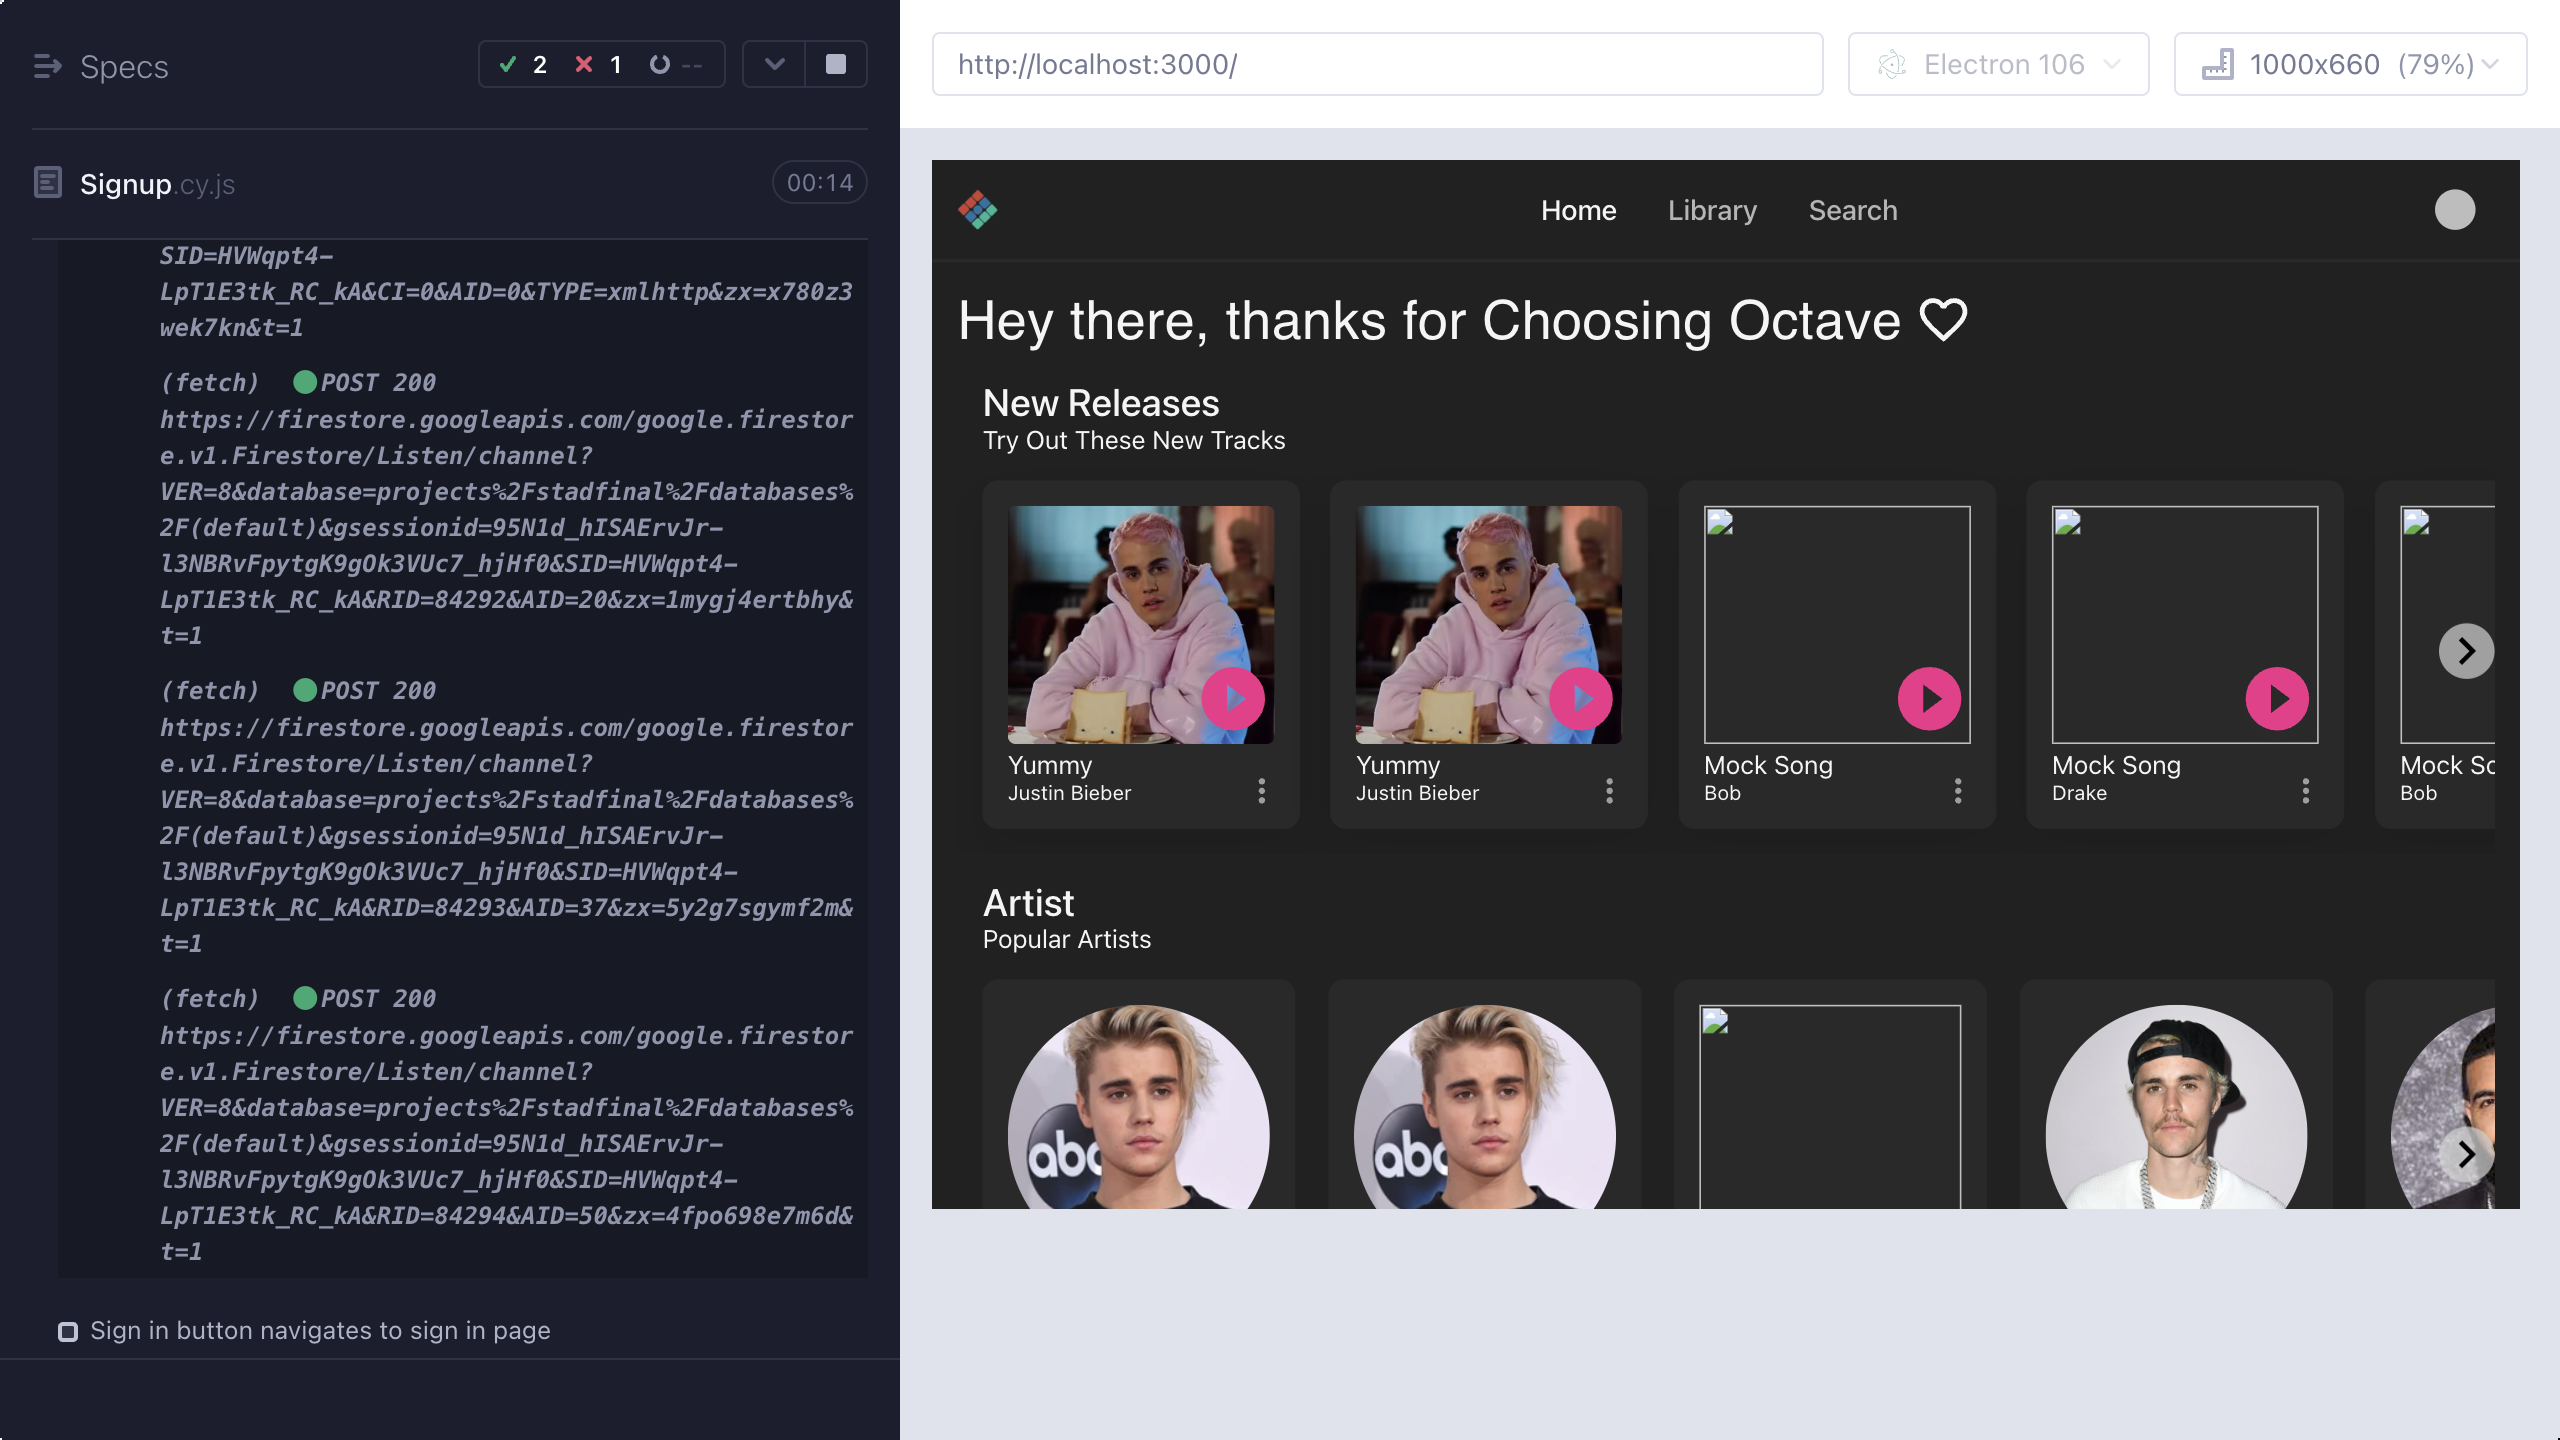 Specs
2
1
--
Signup.cy.js
00:14
SID=HVWqpt4-
LpT1E3tk_RC_kA&CI=0&AID=0&TYPE=xmlhttp&zx=x780z3
wek7kn&t=1
(fetch) POST 200
https://firestore.googleapis.com/google.firestor
e.v1.Firestore/Listen/channel?
VER=8&database=projects%2Fstadfinal%2Fdatabases%
2F(default)&gsessionid=95N1d_hISAErvJr-
l3NBRvFpytgK9gOk3VUc7_hjHf0&SID=HVWqpt4-
LpT1E3tk_RC_kA&RID=84292&AID=20&zx=1mygj4ertbhy&
t=1
(fetch) POST 200
https://firestore.googleapis.com/google.firestor
e.v1.Firestore/Listen/channel?
VER=8&database=projects%2Fstadfinal%2Fdatabases%
2F(default)&gsessionid=95N1d_hISAErvJr-
l3NBRvFpytgK9gOk3VUc7_hjHf0&SID=HVWqpt4-
LpT1E3tk_RC_kA&RID=84293&AID=37&zx=5y2g7sgymf2m&
t=1
(fetch) POST 200
https://firestore.googleapis.com/google.firestor
e.v1.Firestore/Listen/channel?
VER=8&database=projects%2Fstadfinal%2Fdatabases%
2F(default)&gsessionid=95N1d_hISAErvJr-
l3NBRvFpytgK9gOk3VUc7_hjHf0&SID=HVWqpt4-
LpT1E3tk_RC_kA&RID=84294&AID=50&zx=4fpo698e7m6d&
t=1
Sign in button navigates to sign in page
http://localhost:3000/
Electron 106
1000x660 (79%)
Home
Library
Search
Hey there, thanks for Choosing Octave
New Releases
Try Out These New Tracks
Yummy
Justin Bieber
Yummy
Justin Bieber
Mock Song
Bob
Mock Song
Drake
Mock So
Bob
Artist
Popular Artists
abc
abc